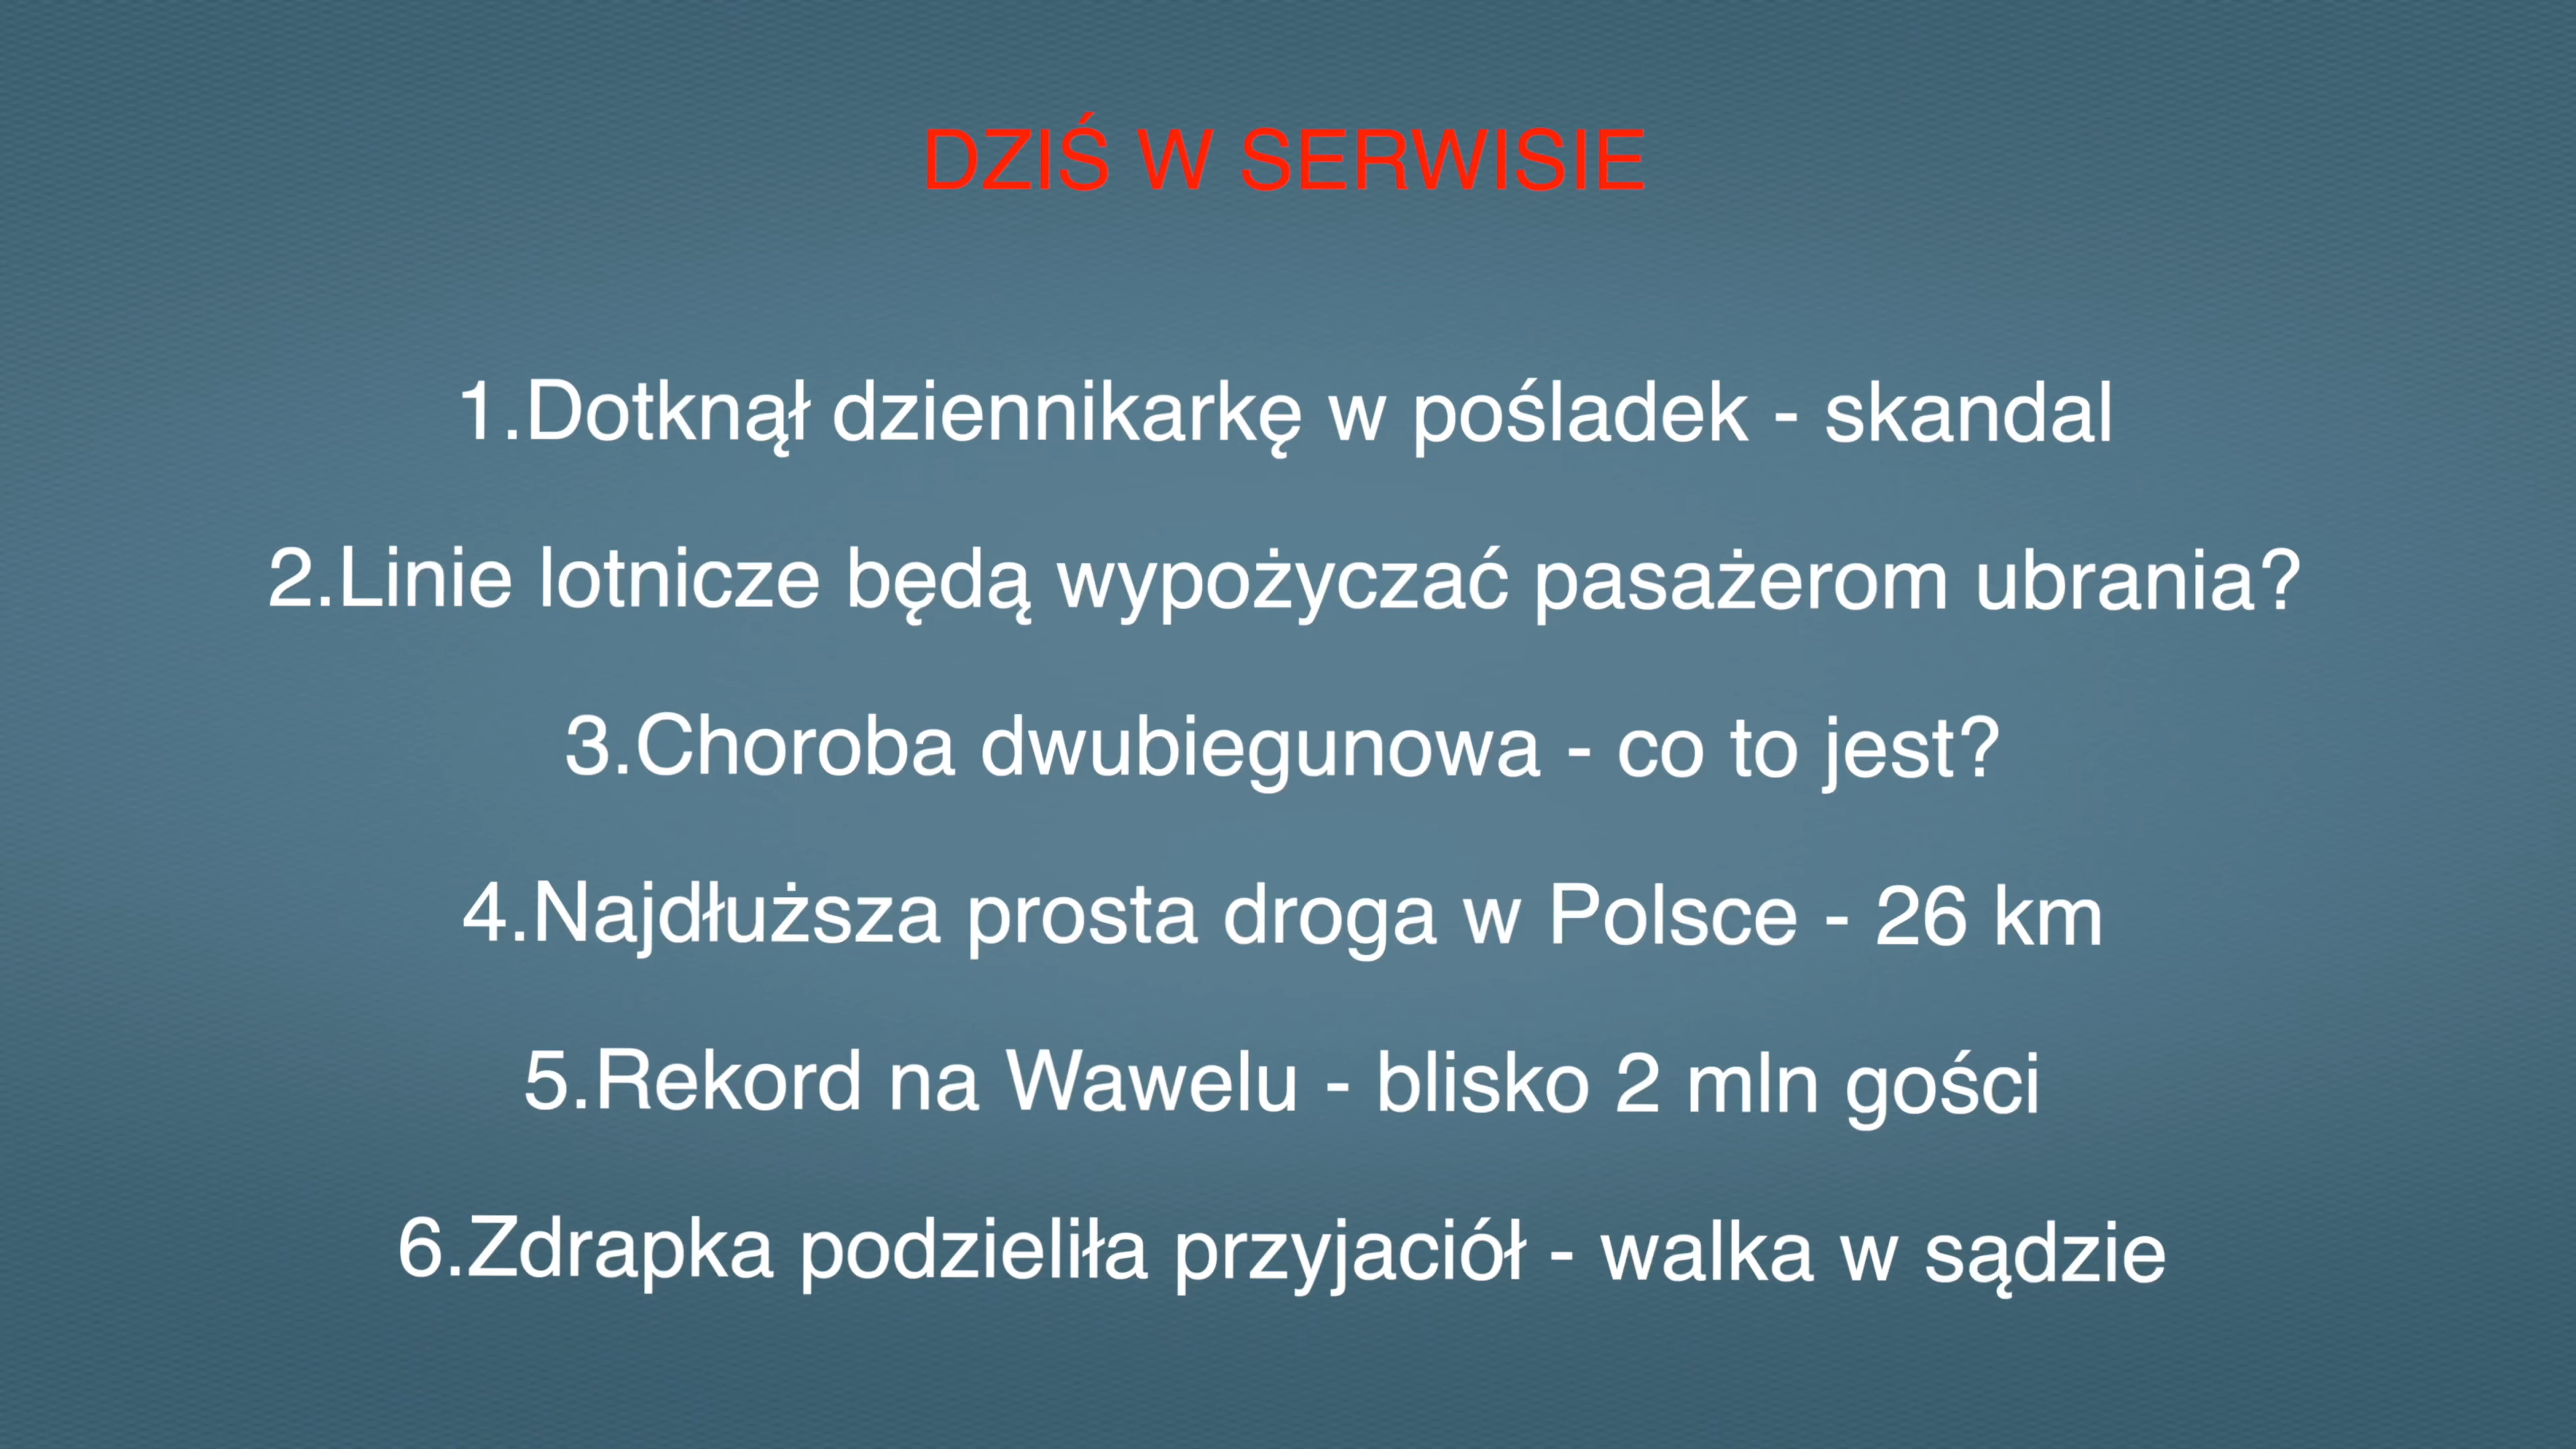 DZIŚ W SERWISIE
1.Dotknął dziennikarkę w pośladek - skandal
2.Linie lotnicze będą wypożyczać pasażerom ubrania?
3.Choroba dwubiegunowa - co to jest?
4.Najdłuższa prosta droga w Polsce - 26 km
5.Rekord na Wawelu - blisko 2 mln gości
6.Zdrapka podzieliła przyjaciół - walka w sądzie